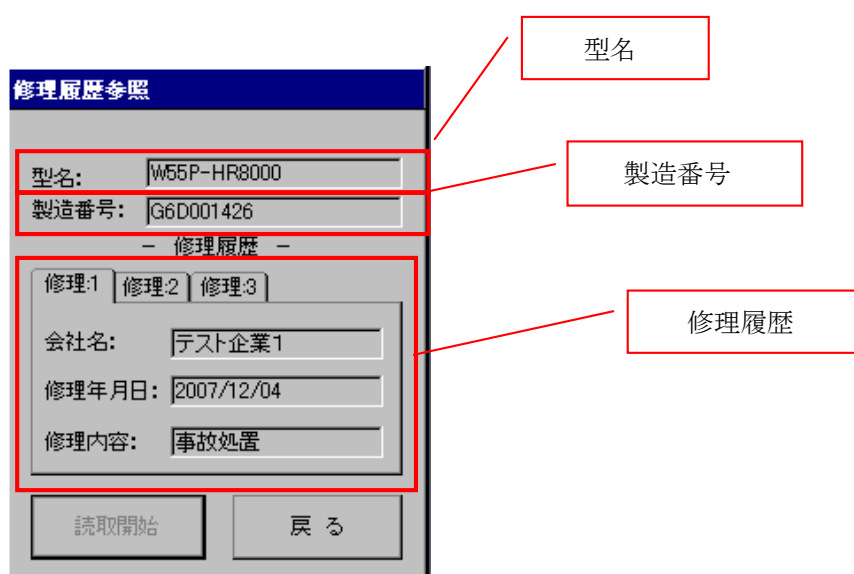 型名
修理履歴参照
型名: W55P-HR8000
製造番号
製造番号: G6D001426
− 修理履歴 −
修理:1 修理:2 修理:3
修理履歴
会社名: テスト企業1
修理年月日: 2007/12/04
修理内容: 事故処置
読取開始 戻 る